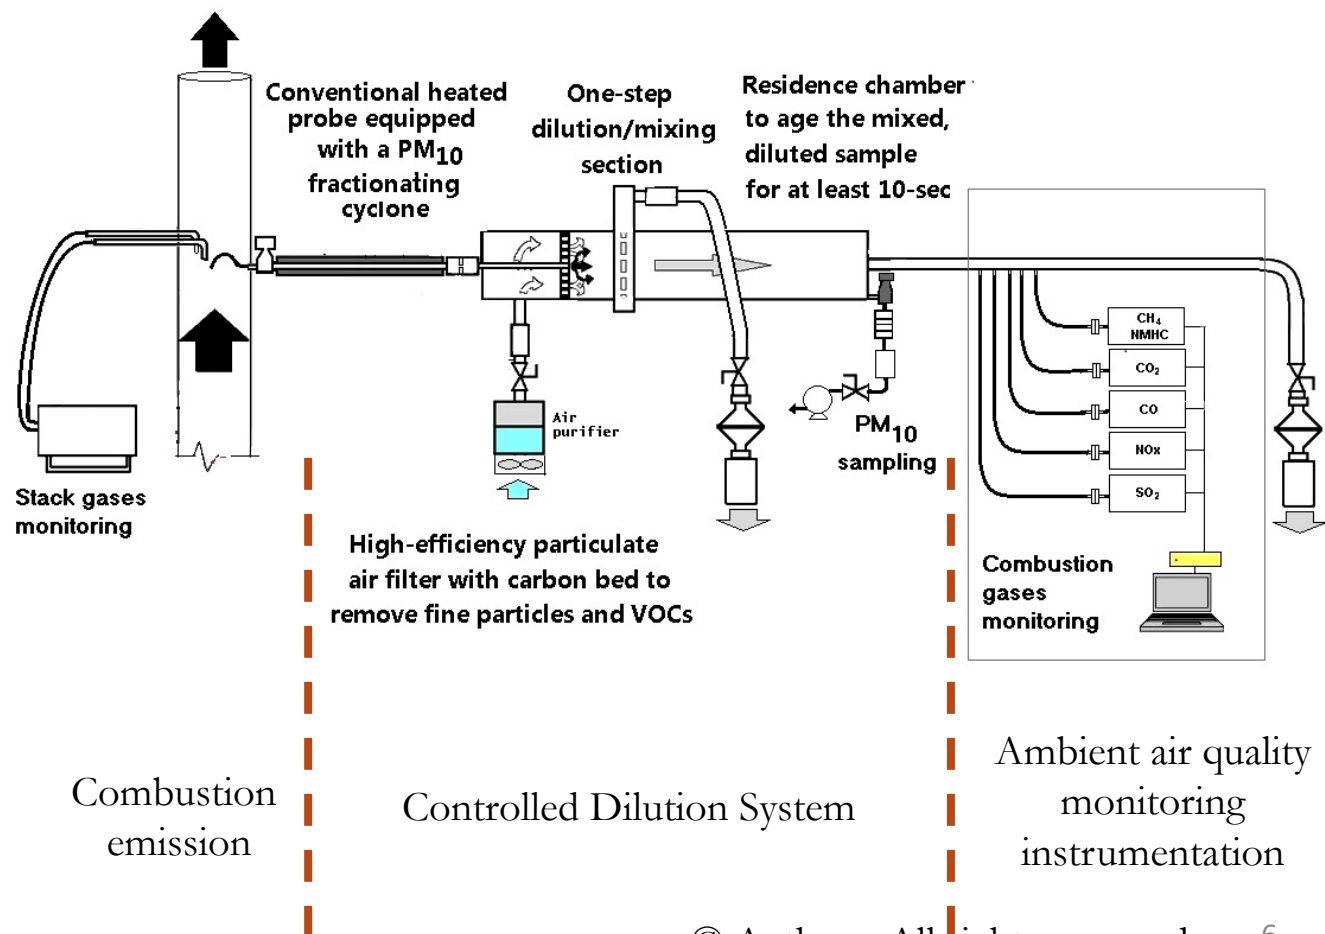 Conventional heated
probe equipped
with a PM10
fractionating
cyclone
One-step
dilution/mixing
section
Residence chamber
to age the mixed,
diluted sample
for at least 10-sec
Stack gases
monitoring
Air
purifier
High-efficiency particulate
air filter with carbon bed to
remove fine particles and VOCs
PM10
sampling
CH4
NMHC
CO2
CO
NOx
SO2
Combustion
gases
monitoring
Combustion
emission
Controlled Dilution System
Ambient air quality
monitoring
instrumentation